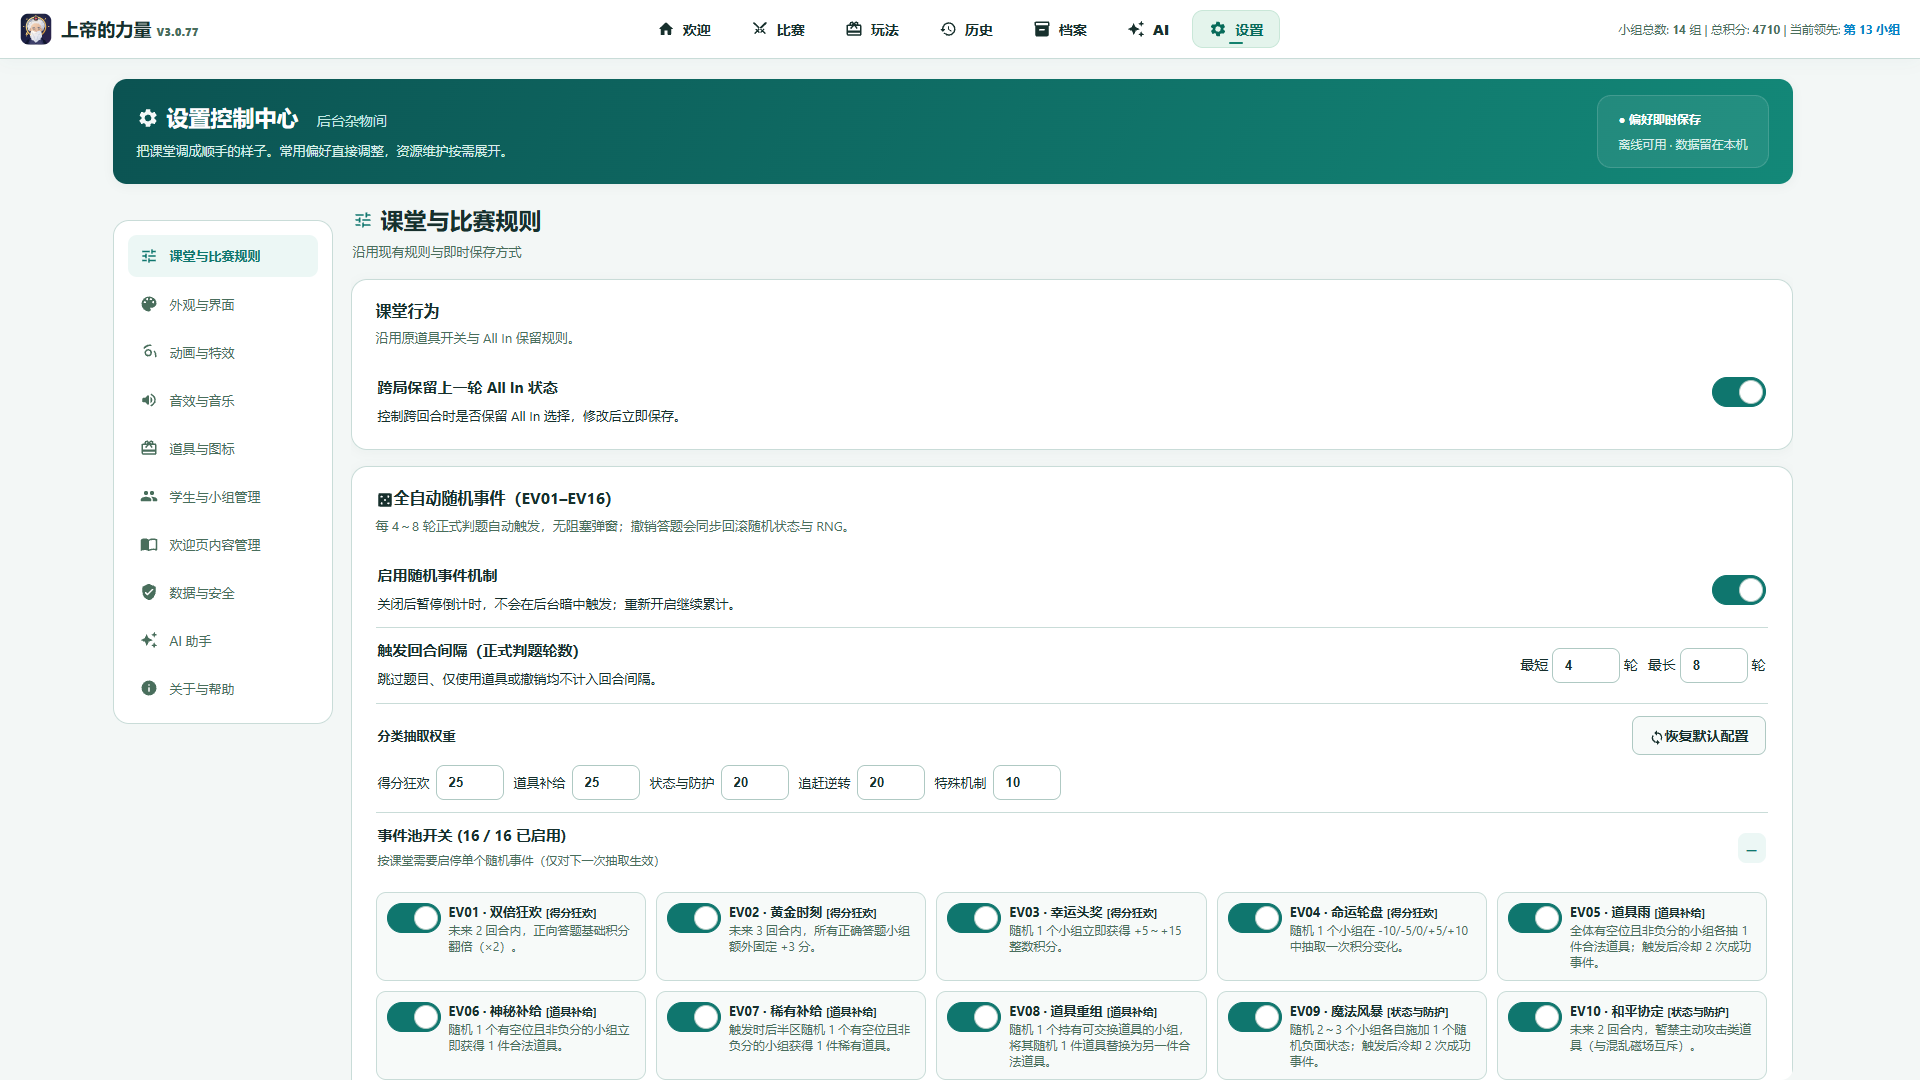 上帝的力量 V3.0.77
欢迎
比赛
玩法
历史
档案
AI
设置
小组总数: 14 组 | 总积分: 4710 | 当前领先: 第 13 小组
设置控制中心 后台杂物间
把课堂调成顺手的样子。常用偏好直接调整，资源维护按需展开。
● 偏好即时保存
离线可用 · 数据留在本机
课堂与比赛规则
外观与界面
动画与特效
音效与音乐
道具与图标
学生与小组管理
欢迎页内容管理
数据与安全
AI 助手
关于与帮助
课堂与比赛规则
沿用现有规则与即时保存方式
课堂行为
沿用原道具开关与 All In 保留规则。
跨局保留上一轮 All In 状态
控制跨回合时是否保留 All In 选择，修改后立即保存。
全自动随机事件（EV01–EV16）
每 4～8 轮正式判题自动触发，无阻塞弹窗；撤销答题会同步回滚随机状态与 RNG。
启用随机事件机制
关闭后暂停倒计时，不会在后台暗中触发；重新开启继续累计。
触发回合间隔（正式判题轮数）
跳过题目、仅使用道具或撤销均不计入回合间隔。
最短 4 轮 最长 8 轮
分类抽取权重
恢复默认配置
得分狂欢 25 道具补给 25 状态与防护 20 追赶逆转 20 特殊机制 10
事件池开关 (16 / 16 已启用)
按课堂需要启停单个随机事件（仅对下一次抽取生效）
EV01 · 双倍狂欢 [得分狂欢]
未来 2 回合内，正向答题基础积分
翻倍（×2）。
EV02 · 黄金时刻 [得分狂欢]
未来 3 回合内，所有正确答题小组
额外固定 +3 分。
EV03 · 幸运头奖 [得分狂欢]
随机 1 个小组立即获得 +5～+15
整数积分。
EV04 · 命运轮盘 [得分狂欢]
随机 1 个小组在 -10/-5/0/+5/+10
中抽取一次积分变化。
EV05 · 道具雨 [道具补给]
全体有空位且非负分的小组各抽 1
件合法道具；触发后冷却 2 次成功
事件。
EV06 · 神秘补给 [道具补给]
随机 1 个有空位且非负分的小组立
即获得 1 件合法道具。
EV07 · 稀有补给 [道具补给]
触发时后半区随机 1 个有空位且非
负分的小组获得 1 件稀有道具。
EV08 · 道具重组 [道具补给]
随机 1 个持有可交换道具的小组，
将其随机 1 件道具替换为另一件合
法道具。
EV09 · 魔法风暴 [状态与防护]
随机 2～3 个小组各自施加 1 个随
机负面状态；触发后冷却 2 次成功
事件。
EV10 · 和平协定 [状态与防护]
未来 2 回合内，暂禁主动攻击类道
具（与混乱磁场互斥）。